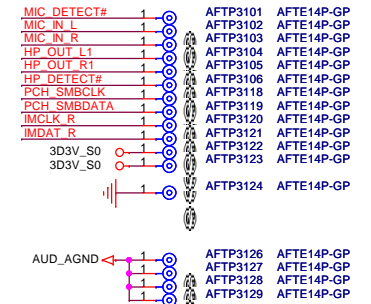 MIC_DETECT# 1 AFTP3101 AFTE14P-GP
MIC_IN_L 1 AFTP3102 AFTE14P-GP
MIC_IN_R 1 AFTP3103 AFTE14P-GP
HP_OUT_L1 1 AFTP3104 AFTE14P-GP
HP_OUT_R1 1 AFTP3105 AFTE14P-GP
HP_DETECT# 1 AFTP3106 AFTE14P-GP
PCH_SMBCLK 1 AFTP3118 AFTE14P-GP
PCH_SMBDATA 1 AFTP3119 AFTE14P-GP
IMCLK_R 1 AFTP3120 AFTE14P-GP
IMDAT_R 1 AFTP3121 AFTE14P-GP
3D3V_S0 1 AFTP3122 AFTE14P-GP
3D3V_S0 1 AFTP3123 AFTE14P-GP
1 AFTP3124 AFTE14P-GP
AUD_AGND 1 AFTP3126 AFTE14P-GP
1 AFTP3127 AFTE14P-GP
1 AFTP3128 AFTE14P-GP
1 AFTP3129 AFTE14P-GP